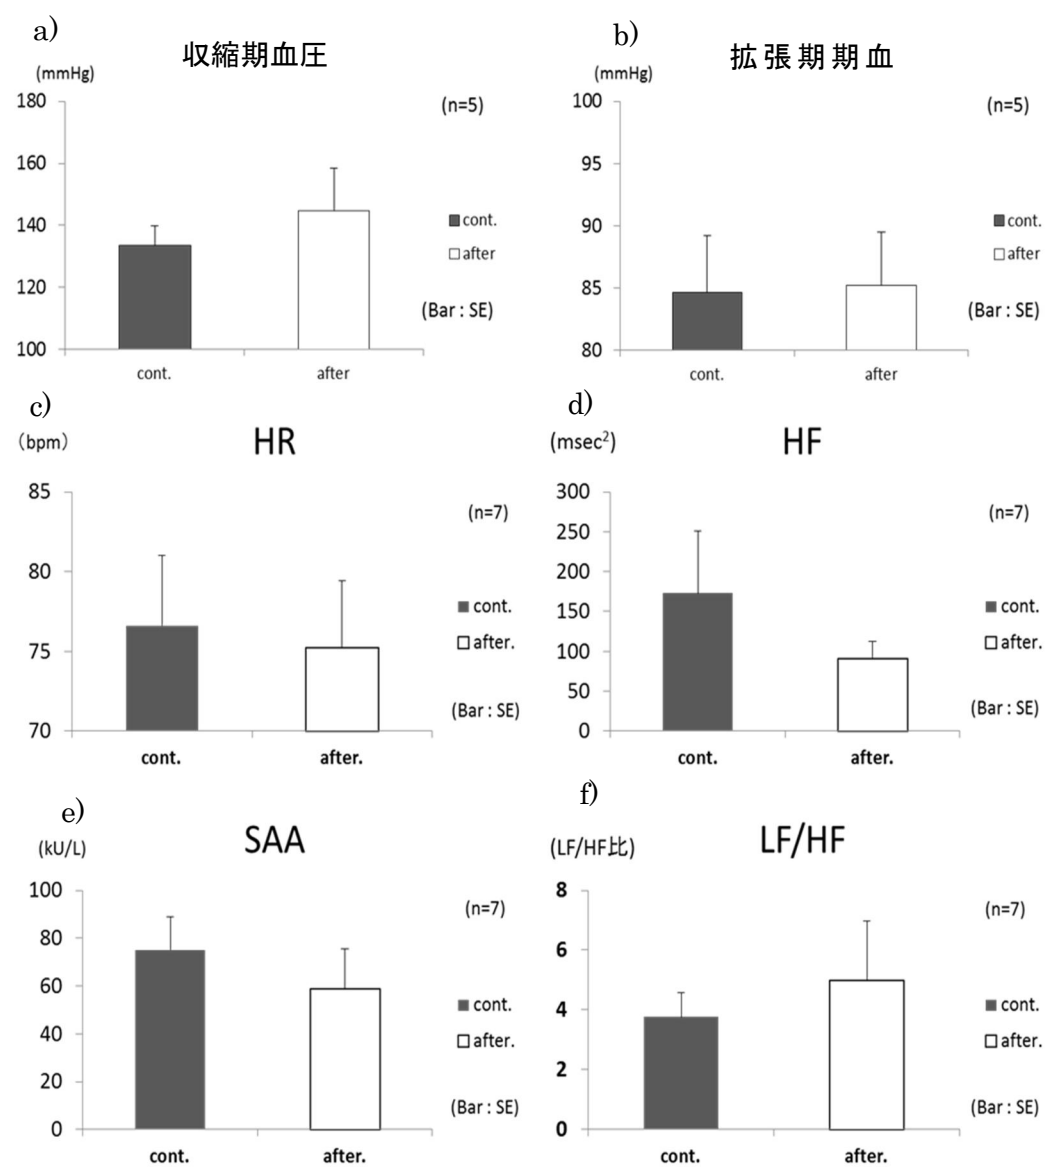 a)
収縮期血圧
(mmHg)
180
160
140
120
100
(n=5)
cont.
after
(Bar : SE)
cont.
after
b)
拡張期期血
(mmHg)
100
95
90
85
80
(n=5)
cont.
after
(Bar : SE)
cont.
after
c)
HR
(bpm)
85
80
75
70
(n=7)
cont.
after.
(Bar : SE)
cont.
after.
d)
HF
(msec²)
300
250
200
150
100
50
0
(n=7)
cont.
after.
(Bar : SE)
cont.
after.
e)
SAA
(kU/L)
100
80
60
40
20
0
(n=7)
cont.
after.
(Bar : SE)
cont.
after.
f)
LF/HF
(LF/HF比)
8
6
4
2
0
(n=7)
cont.
after.
(Bar : SE)
cont.
after.